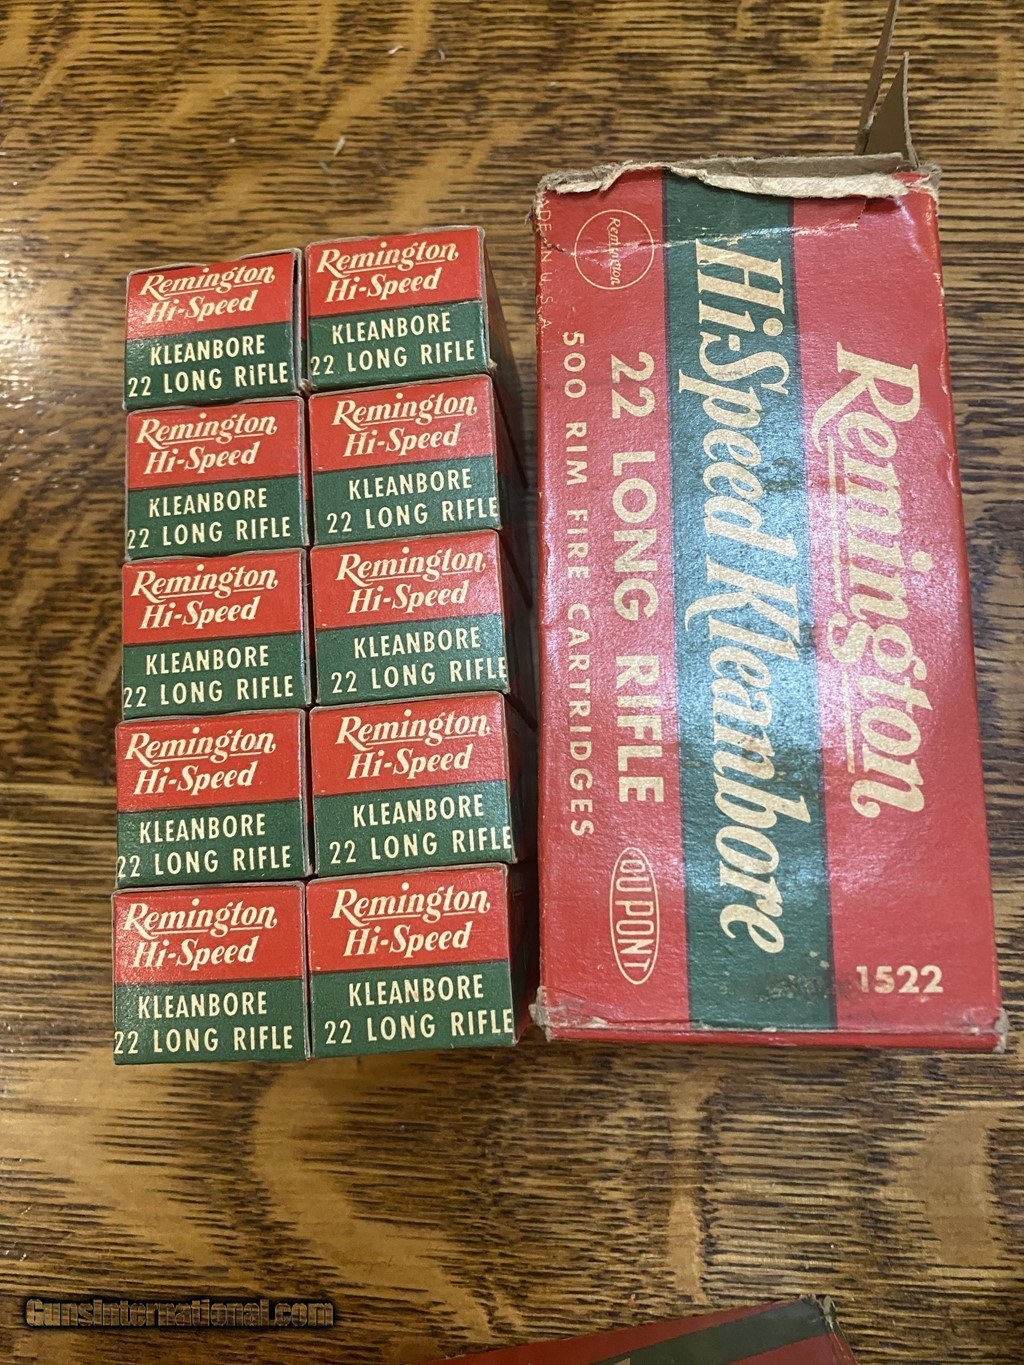 Remington
Hi-Speed
KLEANBORE
22 LONG RIFLE
Remington
Hi-Speed
KLEANBORE
22 LONG RIFLE
Remington
Hi-Speed
KLEANBORE
22 LONG RIFLE
Remington
Hi-Speed
KLEANBORE
22 LONG RIFLE
Remington
Hi-Speed
KLEANBORE
22 LONG RIFLE
Remington
Hi-Speed
KLEANBORE
22 LONG RIFLE
Remington
Hi-Speed
KLEANBORE
22 LONG RIFLE
Remington
Hi-Speed
KLEANBORE
22 LONG RIFLE
Remington
Hi-Speed
KLEANBORE
22 LONG RIFLE
Remington
Hi-Speed
KLEANBORE
22 LONG RIFLE
Remington
Hi-Speed Kleanbore
22 LONG RIFLE
500 RIM FIRE CARTRIDGES
Remington
DU PONT
1522
IN U.S.A.
GunsInternational.com